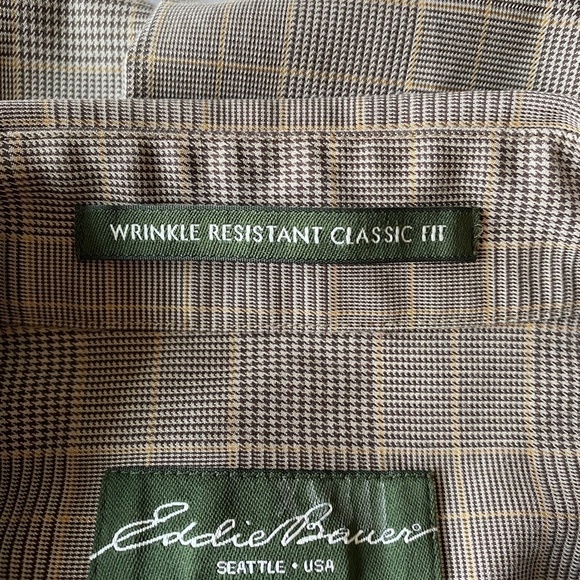 WRINKLE RESISTANT CLASSIC FIT
Eddie Bauer®
SEATTLE • USA